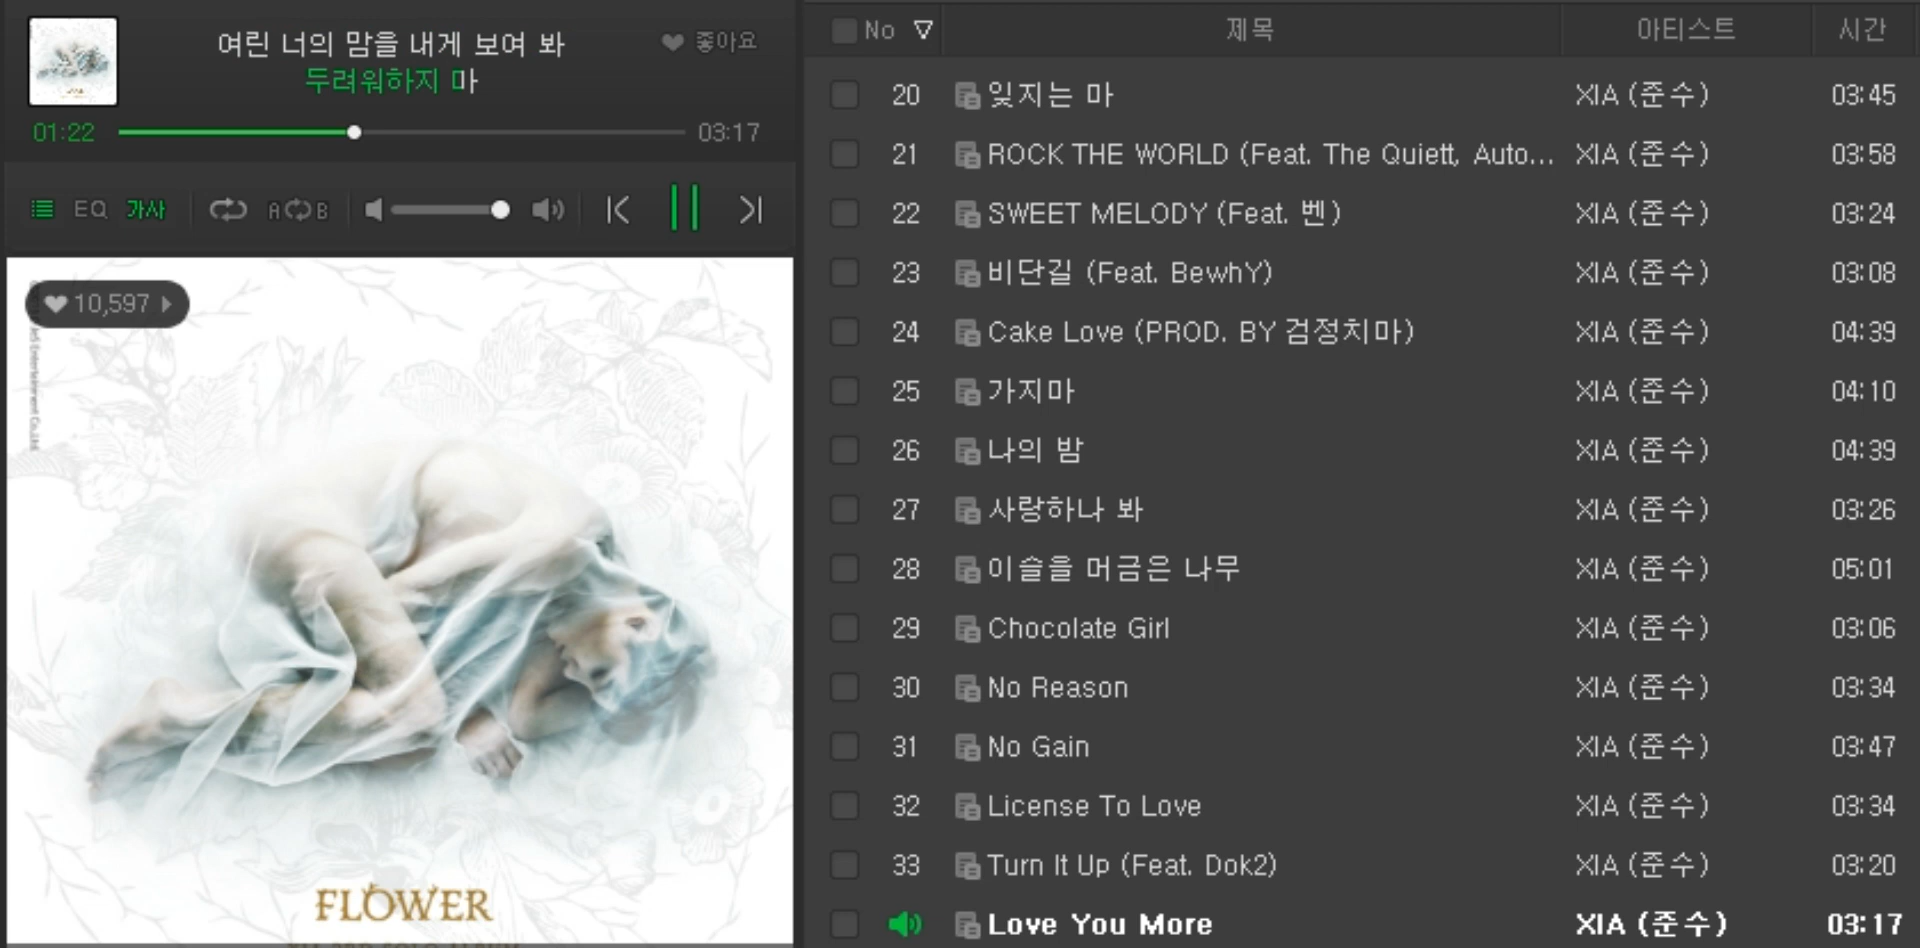 여린 너의 맘을 내게 보여 봐
두려워하지 마
좋아요
01:22
03:17
EQ 가사
A B
10,597
FLOWER
No 제목 아티스트 시간
20 잊지는 마 XIA (준수) 03:45
21 ROCK THE WORLD (Feat. The Quiett, Auto... XIA (준수) 03:58
22 SWEET MELODY (Feat. 벤) XIA (준수) 03:24
23 비단길 (Feat. BewhY) XIA (준수) 03:08
24 Cake Love (PROD. BY 검정치마) XIA (준수) 04:39
25 가지마 XIA (준수) 04:10
26 나의 밤 XIA (준수) 04:39
27 사랑하나 봐 XIA (준수) 03:26
28 이슬을 머금은 나무 XIA (준수) 05:01
29 Chocolate Girl XIA (준수) 03:06
30 No Reason XIA (준수) 03:34
31 No Gain XIA (준수) 03:47
32 License To Love XIA (준수) 03:34
33 Turn It Up (Feat. Dok2) XIA (준수) 03:20
Love You More XIA (준수) 03:17